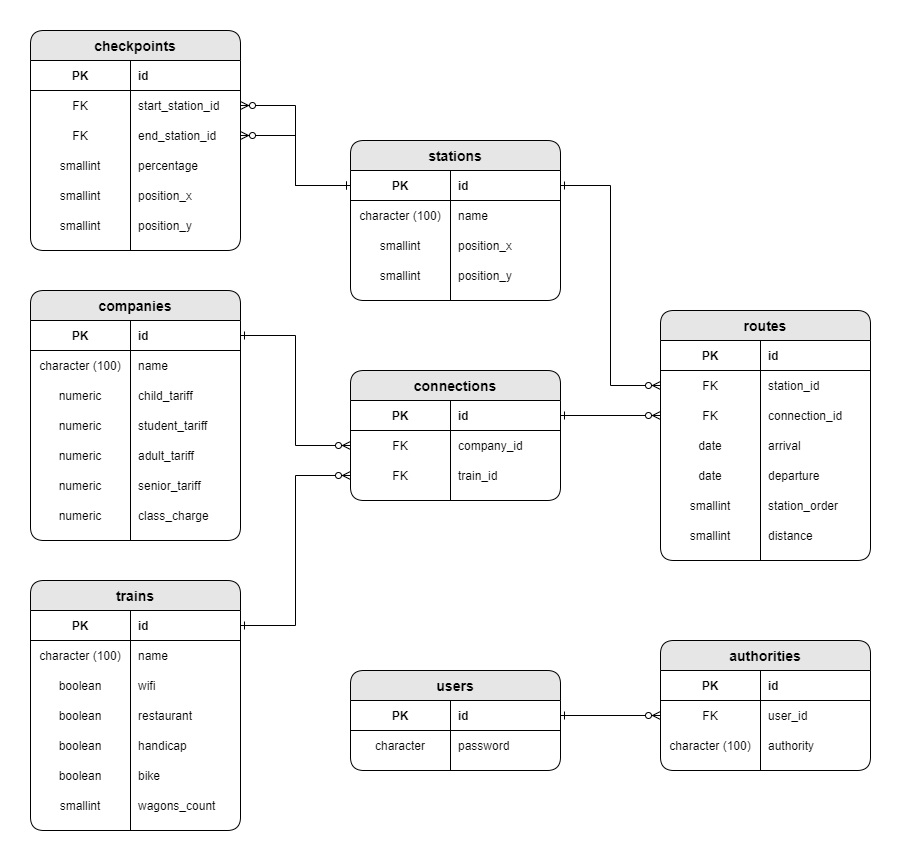 checkpoints
PK id
FK start_station_id
FK end_station_id
smallint percentage
smallint position_x
smallint position_y
stations
PK id
character (100) name
smallint position_x
smallint position_y
companies
PK id
character (100) name
numeric child_tariff
numeric student_tariff
numeric adult_tariff
numeric senior_tariff
numeric class_charge
connections
PK id
FK company_id
FK train_id
routes
PK id
FK station_id
FK connection_id
date arrival
date departure
smallint station_order
smallint distance
trains
PK id
character (100) name
boolean wifi
boolean restaurant
boolean handicap
boolean bike
smallint wagons_count
users
PK id
character password
authorities
PK id
FK user_id
character (100) authority